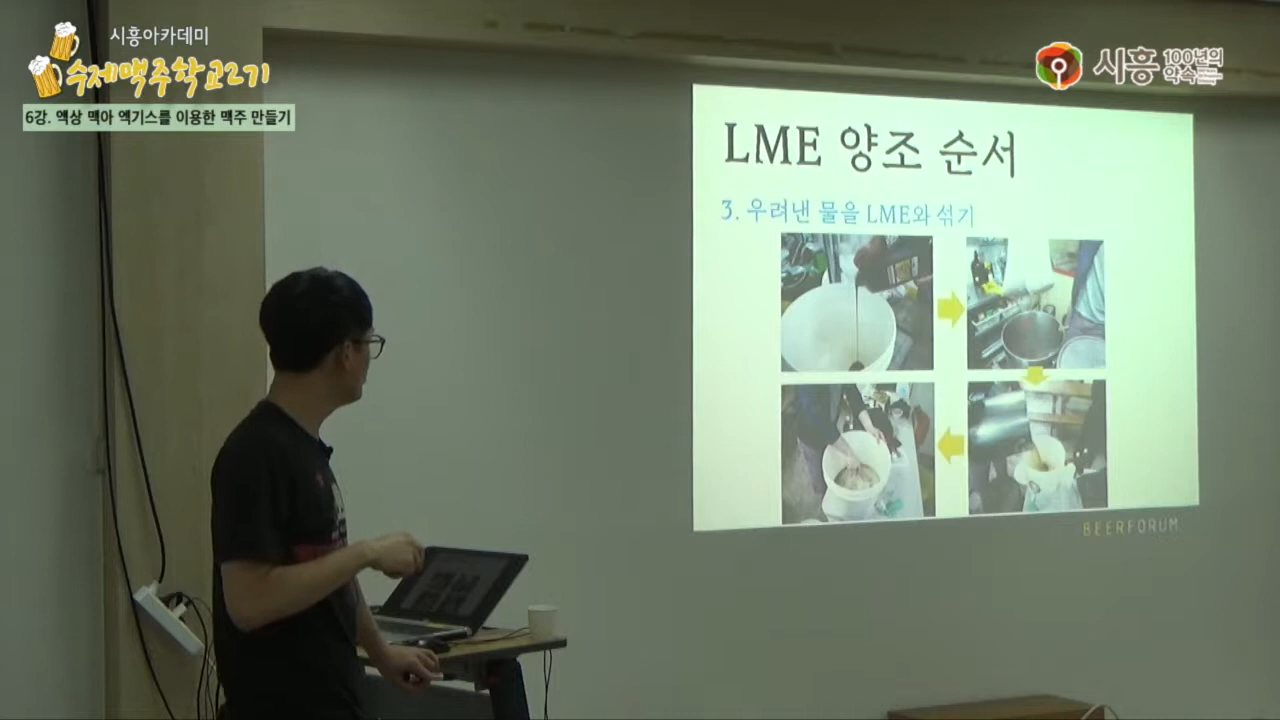 시흥아카데미
수제맥주학교2기
6강. 액상 맥아 엑기스를 이용한 맥주 만들기
시흥 100년의
약속
LME 양조 순서
3. 우려낸 물을 LME와 섞기
BEERFORUM